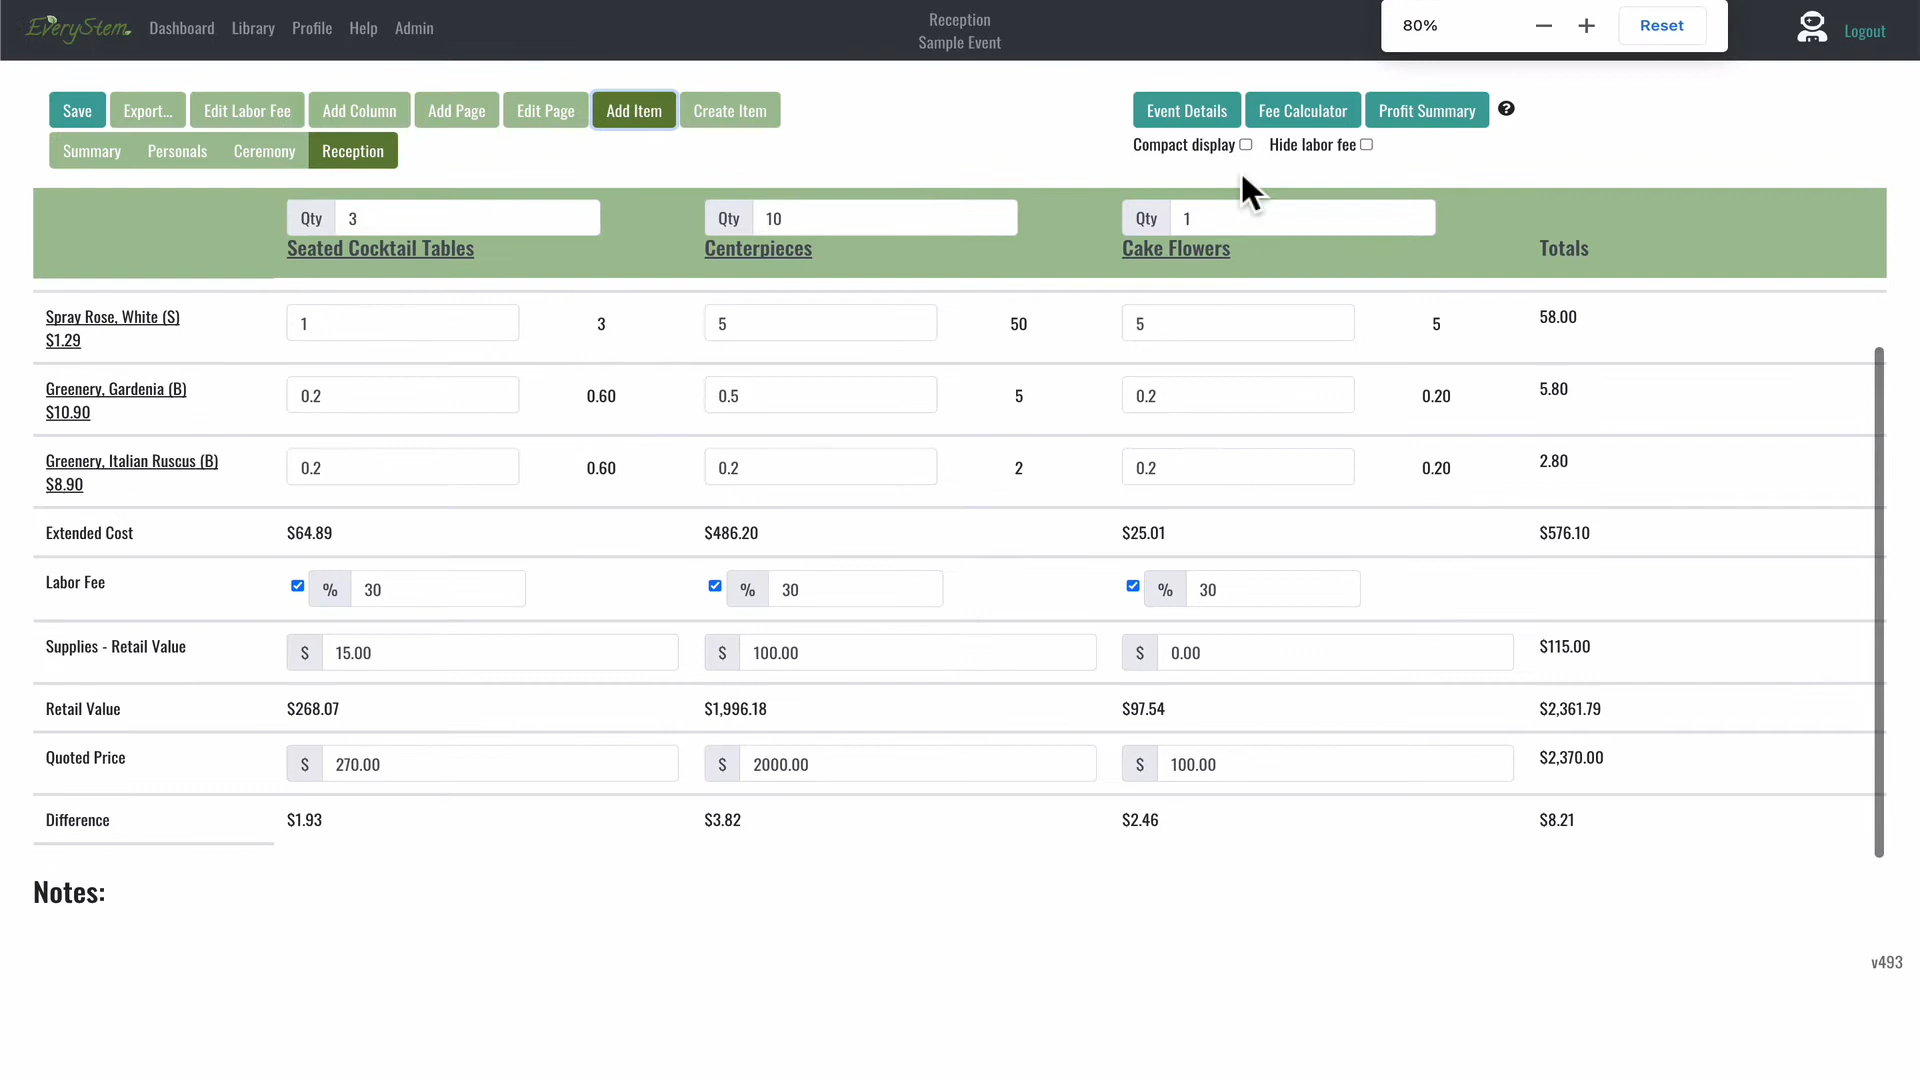 EveryStem
Dashboard Library Profile Help Admin
Reception
Sample Event
80% − + Reset
Logout
Save Export... Edit Labor Fee Add Column Add Page Edit Page Add Item Create Item
Event Details Fee Calculator Profit Summary ?
Compact display Hide labor fee
Summary Personals Ceremony Reception
Qty 3 Qty 10 Qty 1
Seated Cocktail Tables Centerpieces Cake Flowers Totals
Spray Rose, White (S) 1 3 5 50 5 5 58.00
$1.29
Greenery, Gardenia (B) 0.2 0.60 0.5 5 0.2 0.20 5.80
$10.90
Greenery, Italian Ruscus (B) 0.2 0.60 0.2 2 0.2 0.20 2.80
$8.90
Extended Cost $64.89 $486.20 $25.01 $576.10
Labor Fee % 30 % 30 % 30
Supplies - Retail Value $ 15.00 $ 100.00 $ 0.00 $115.00
Retail Value $268.07 $1,996.18 $97.54 $2,361.79
Quoted Price $ 270.00 $ 2000.00 $ 100.00 $2,370.00
Difference $1.93 $3.82 $2.46 $8.21
Notes:
v493